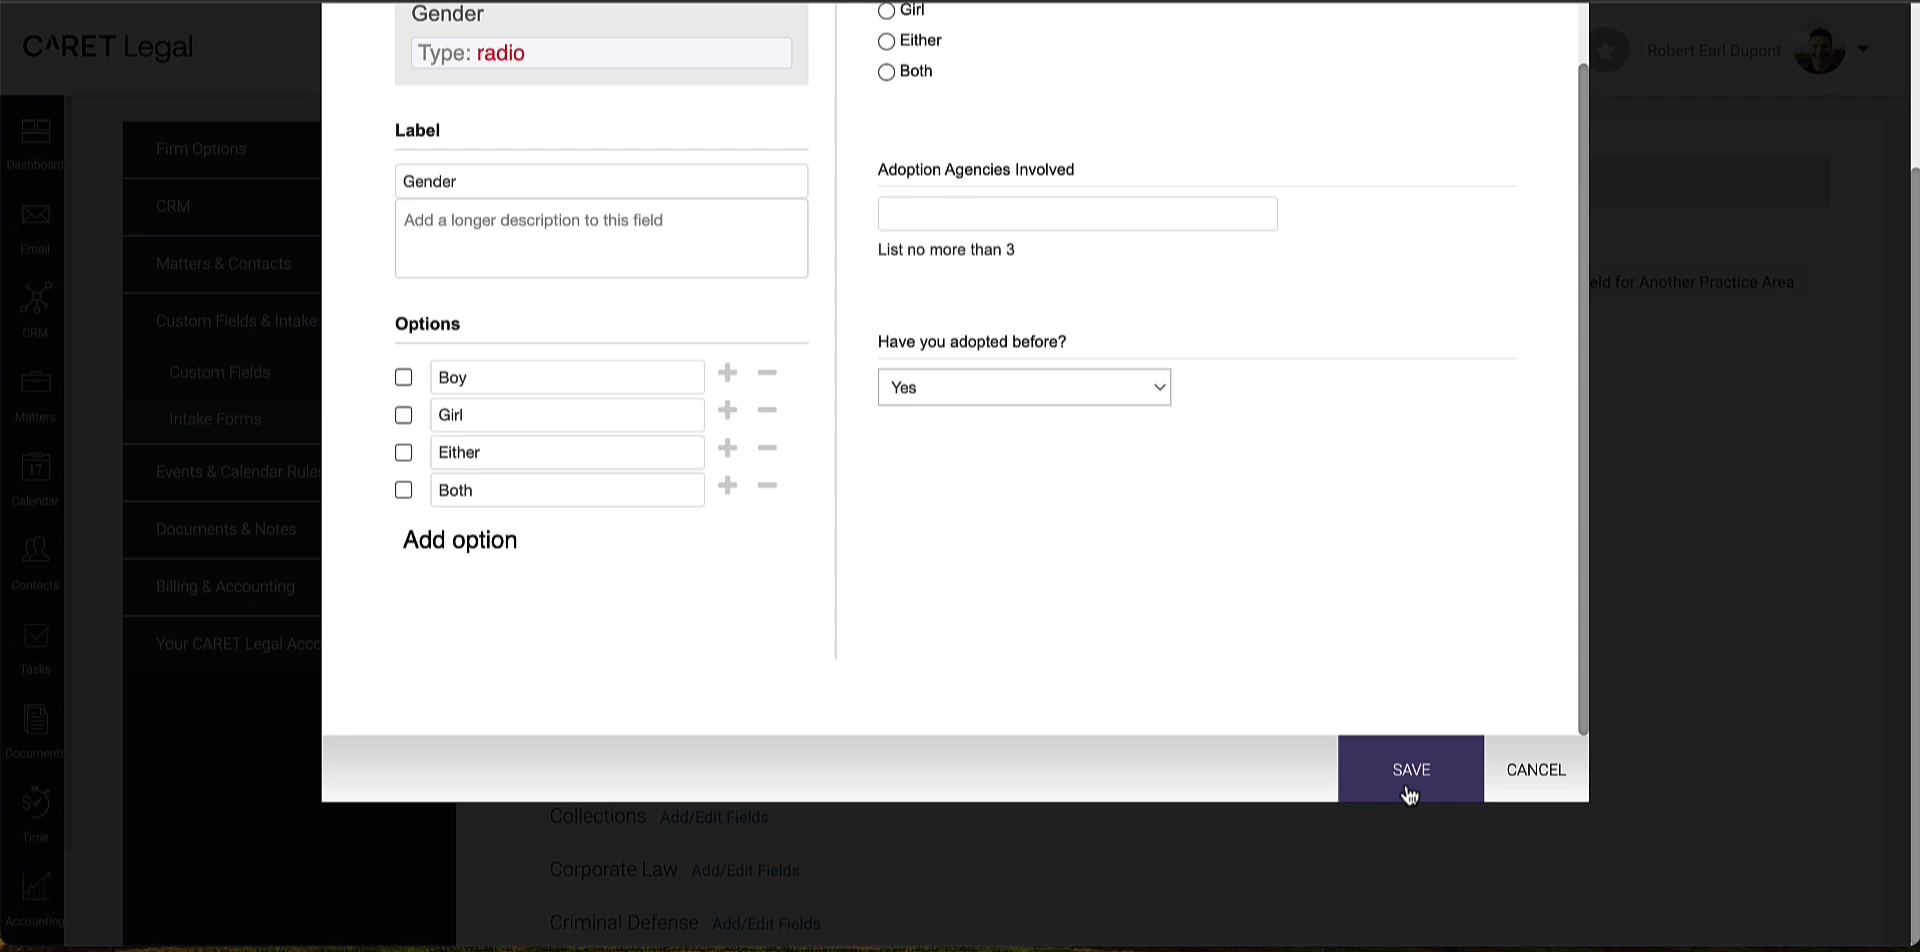 CARET Legal
Robert Earl Dupont
Dashboard
Email
CRM
Matters
17
Calendar
Contacts
Tasks
Documents
Time
Accounting
Firm Options
CRM
Matters & Contacts
Custom Fields & Intake
Custom Fields
Intake Forms
Events & Calendar Rules
Documents & Notes
Billing & Accounting
Your CARET Legal Acco
Gender
Type: radio
Label
Gender
Add a longer description to this field
Options
Boy
Girl
Either
Both
Add option
Girl
Either
Both
Adoption Agencies Involved
List no more than 3
Have you adopted before?
Yes
eld for Another Practice Area
SAVE
CANCEL
Collections Add/Edit Fields
Corporate Law Add/Edit Fields
Criminal Defense Add/Edit Fields